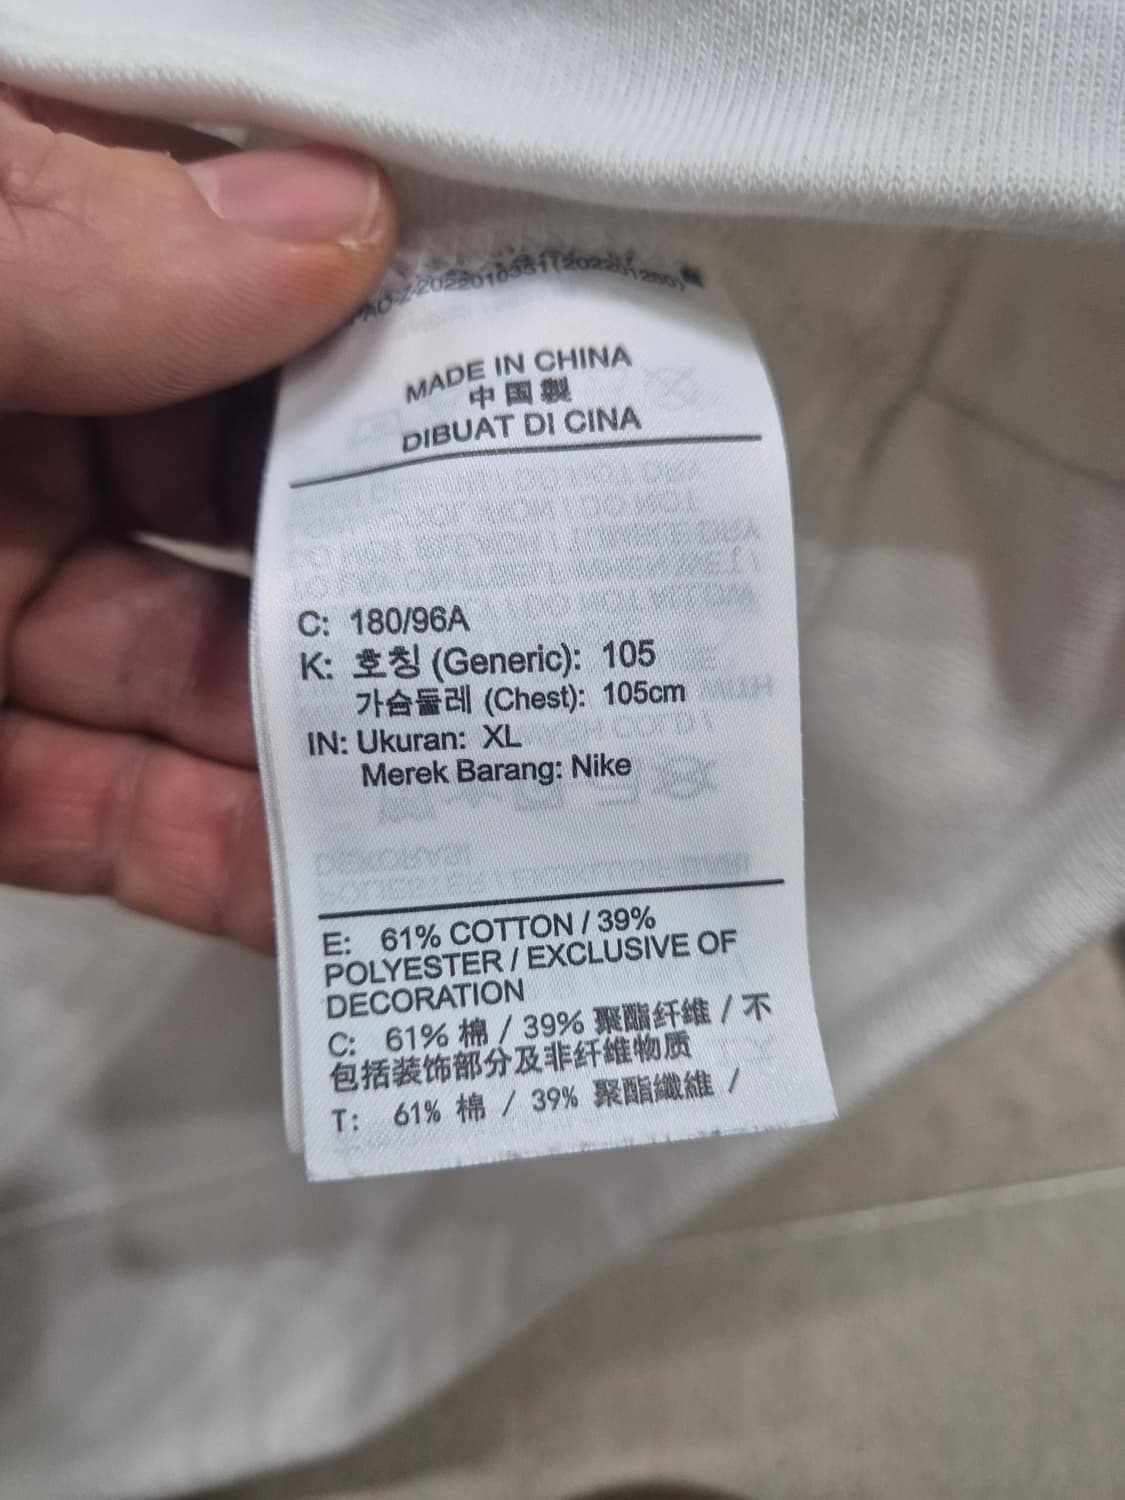 MADE IN CHINA
中国製
DIBUAT DI CINA
C: 180/96A
K: 호칭 (Generic): 105
가슴둘레 (Chest): 105cm
IN: Ukuran: XL
Merek Barang: Nike
E: 61% COTTON / 39%
POLYESTER / EXCLUSIVE OF
DECORATION
C: 61% 棉 / 39% 聚酯纤维 / 不
包括装饰部分及非纤维物质
T: 61% 棉 / 39% 聚酯纖維 /